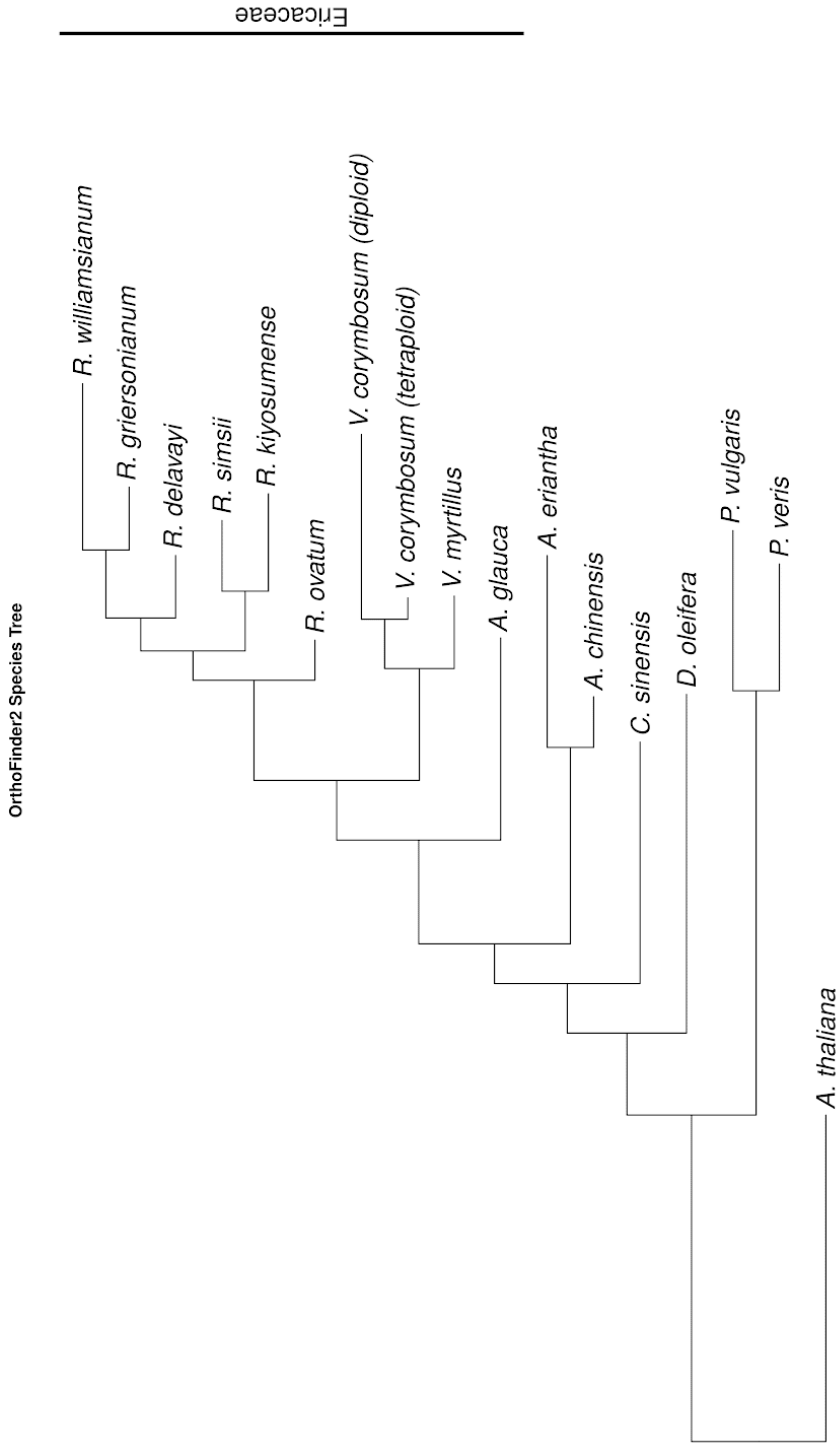 OrthoFinder2 Species Tree
R. williamsianum
R. griersonianum
R. delavayi
R. simsii
R. kiyosumense
R. ovatum
V. corymbosum (diploid)
V. corymbosum (tetraploid)
V. myrtillus
A. glauca
A. eriantha
A. chinensis
C. sinensis
D. oleifera
P. vulgaris
P. veris
A. thaliana
Ericaceae